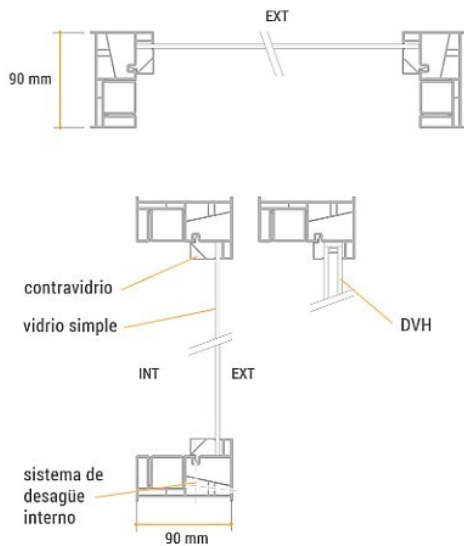 EXT
90 mm
contravidrio
vidrio simple
DVH
INT
EXT
sistema de
desagüe
interno
90 mm